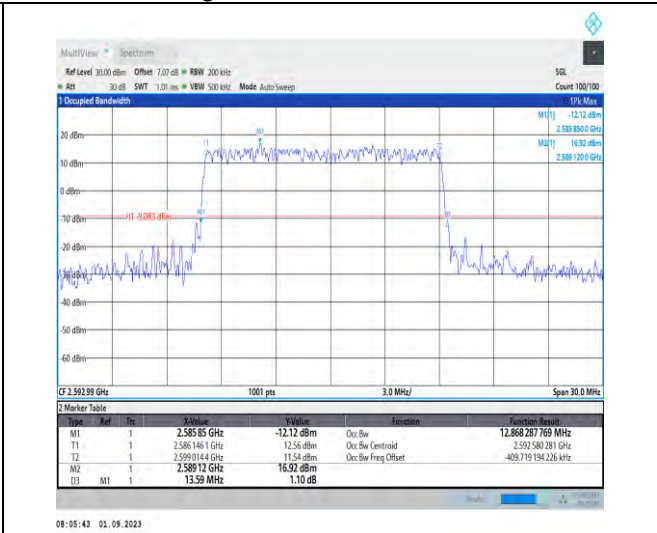 MultiView Spectrum
Ref Level 30.00 dBm Offset 7.07 dB RBW 200 kHz SGL
Att 30 dB SWT 1.01 ms VBW 500 kHz Mode Auto Sweep Count 100/100
1 Occupied Bandwidth 1Pk Max
M1[1] -12.12 dBm
2.585 850 0 GHz
M2[1] 16.92 dBm
2.589 120 0 GHz
20 dBm
T1 M2 T2
10 dBm
0 dBm
-10 dBm H1 -9.083 dBm M1
-20 dBm
-30 dBm
-40 dBm
-50 dBm
-60 dBm
CF 2.592 99 GHz 1001 pts 3.0 MHz/ Span 30.0 MHz
2 Marker Table
Type Ref Trc X-Value Y-Value Function Function Result
M1 1 2.585 85 GHz -12.12 dBm Occ Bw 12.868 287 769 MHz
T1 1 2.586 146 1 GHz 12.56 dBm Occ Bw Centroid 2.592 580 281 GHz
T2 1 2.599 014 4 GHz 11.54 dBm Occ Bw Freq Offset -409.719 194 226 kHz
M2 1 2.589 12 GHz 16.92 dBm
D3 M1 1 13.59 MHz 1.10 dB
08:05:43 01.09.2023